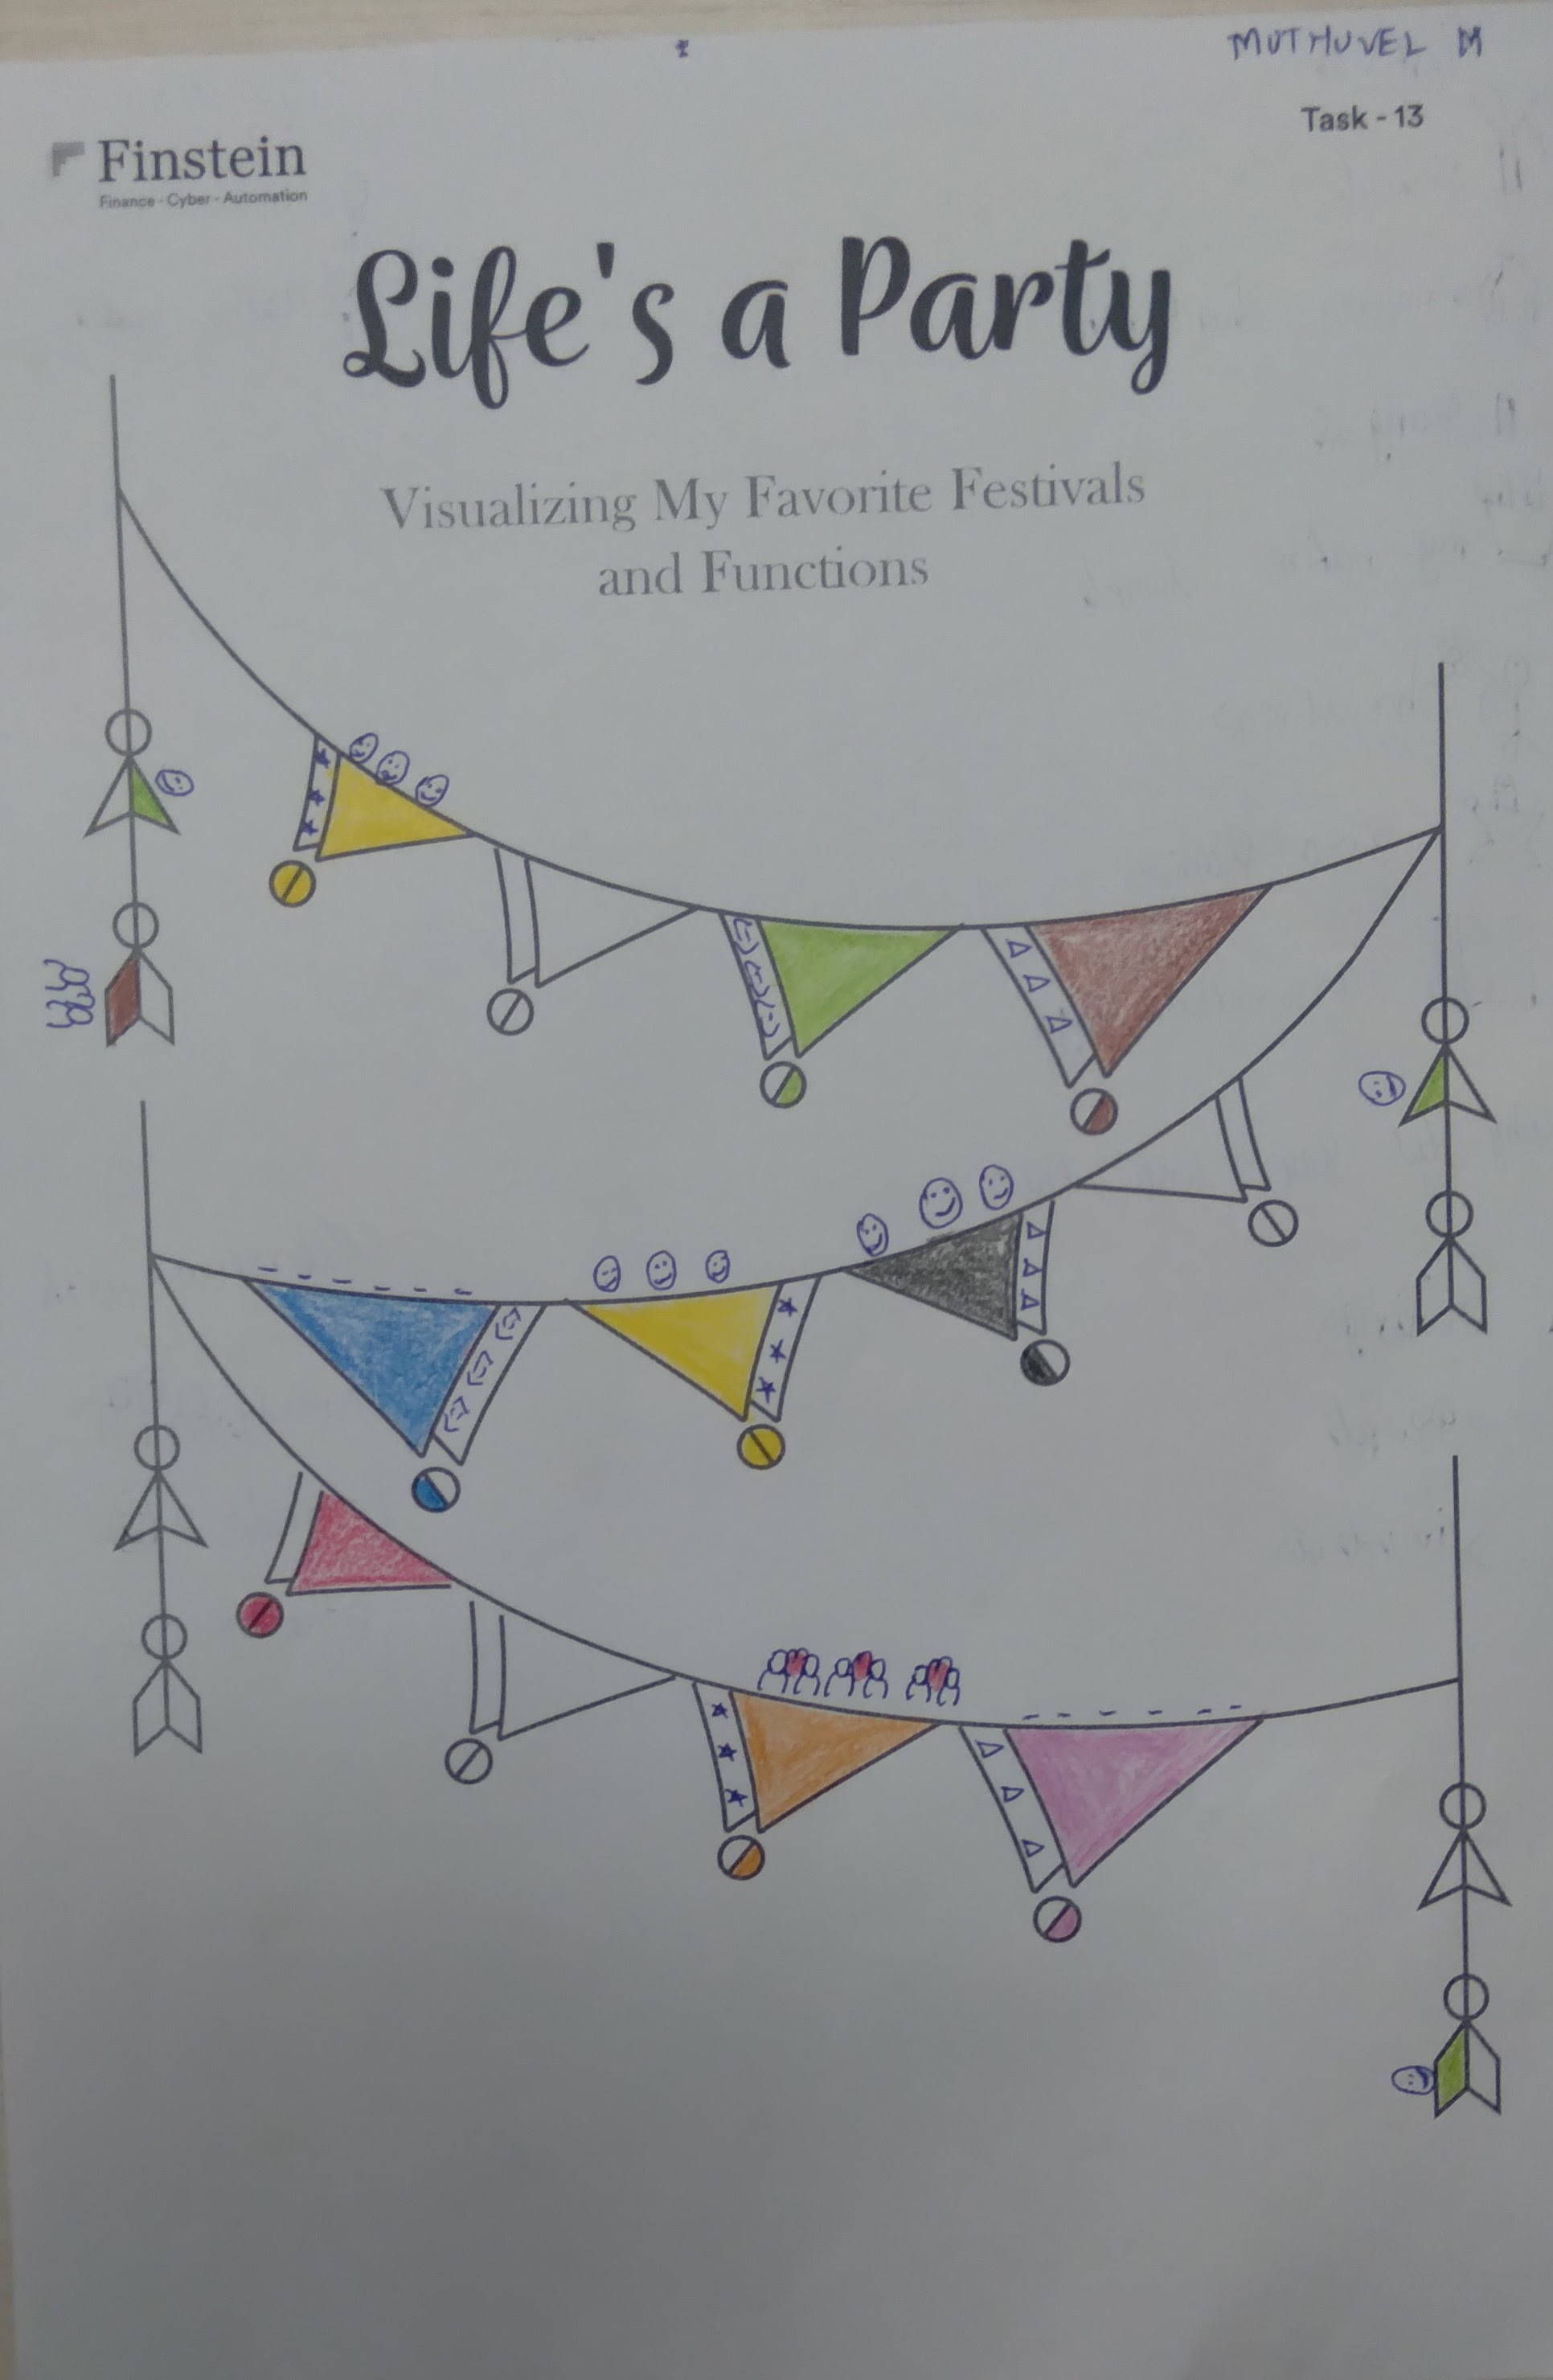 MUTHUVEL M
Task - 13
Finstein
Finance - Cyber - Automation
Life's a Party
Visualizing My Favorite Festivals
and Functions